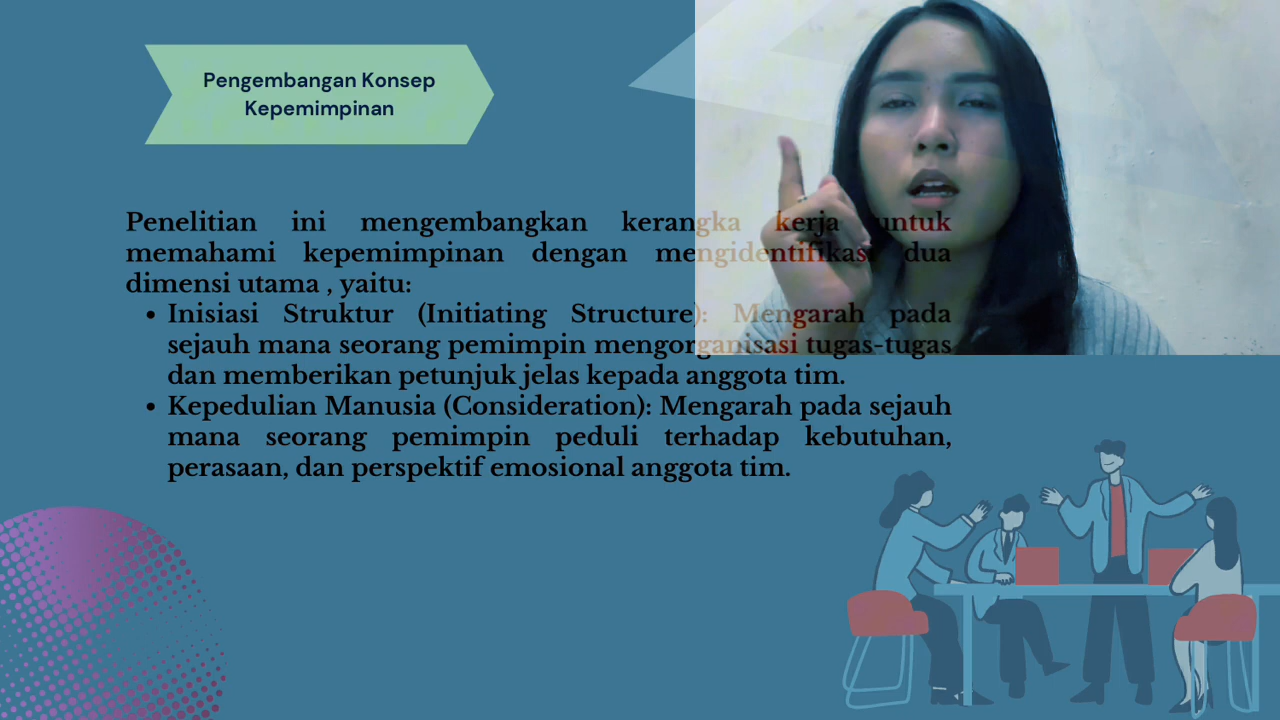 Pengembangan Konsep
Kepemimpinan
Penelitian ini mengembangkan kerangka kerja untuk
memahami kepemimpinan dengan mengidentifikasi dua
dimensi utama , yaitu:
• Inisiasi Struktur (Initiating Structure): Mengarah pada
sejauh mana seorang pemimpin mengorganisasi tugas-tugas
dan memberikan petunjuk jelas kepada anggota tim.
• Kepedulian Manusia (Consideration): Mengarah pada sejauh
mana seorang pemimpin peduli terhadap kebutuhan,
perasaan, dan perspektif emosional anggota tim.